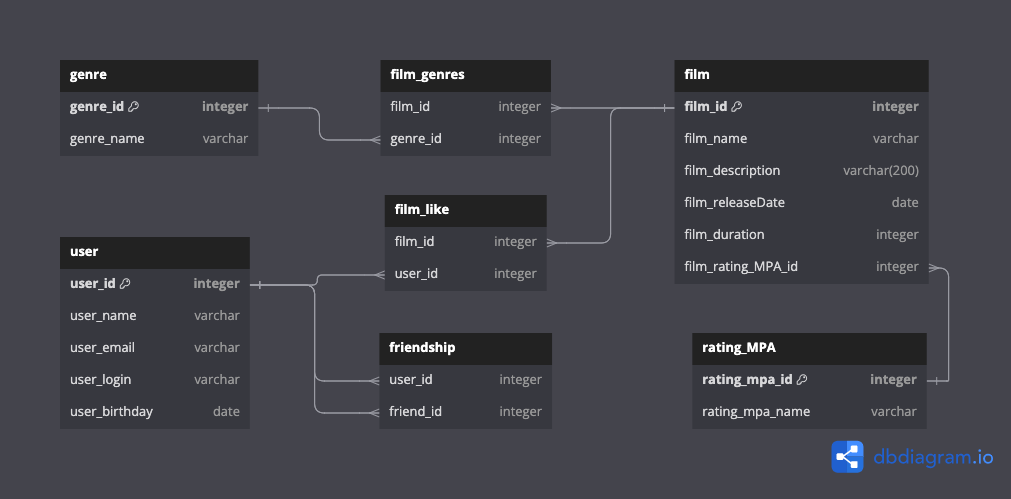 genre
genre_id integer
genre_name varchar
film_genres
film_id integer
genre_id integer
film
film_id integer
film_name varchar
film_description varchar(200)
film_releaseDate date
film_duration integer
film_rating_MPA_id integer
film_like
film_id integer
user_id integer
user
user_id integer
user_name varchar
user_email varchar
user_login varchar
user_birthday date
friendship
user_id integer
friend_id integer
rating_MPA
rating_mpa_id integer
rating_mpa_name varchar
dbdiagram.io